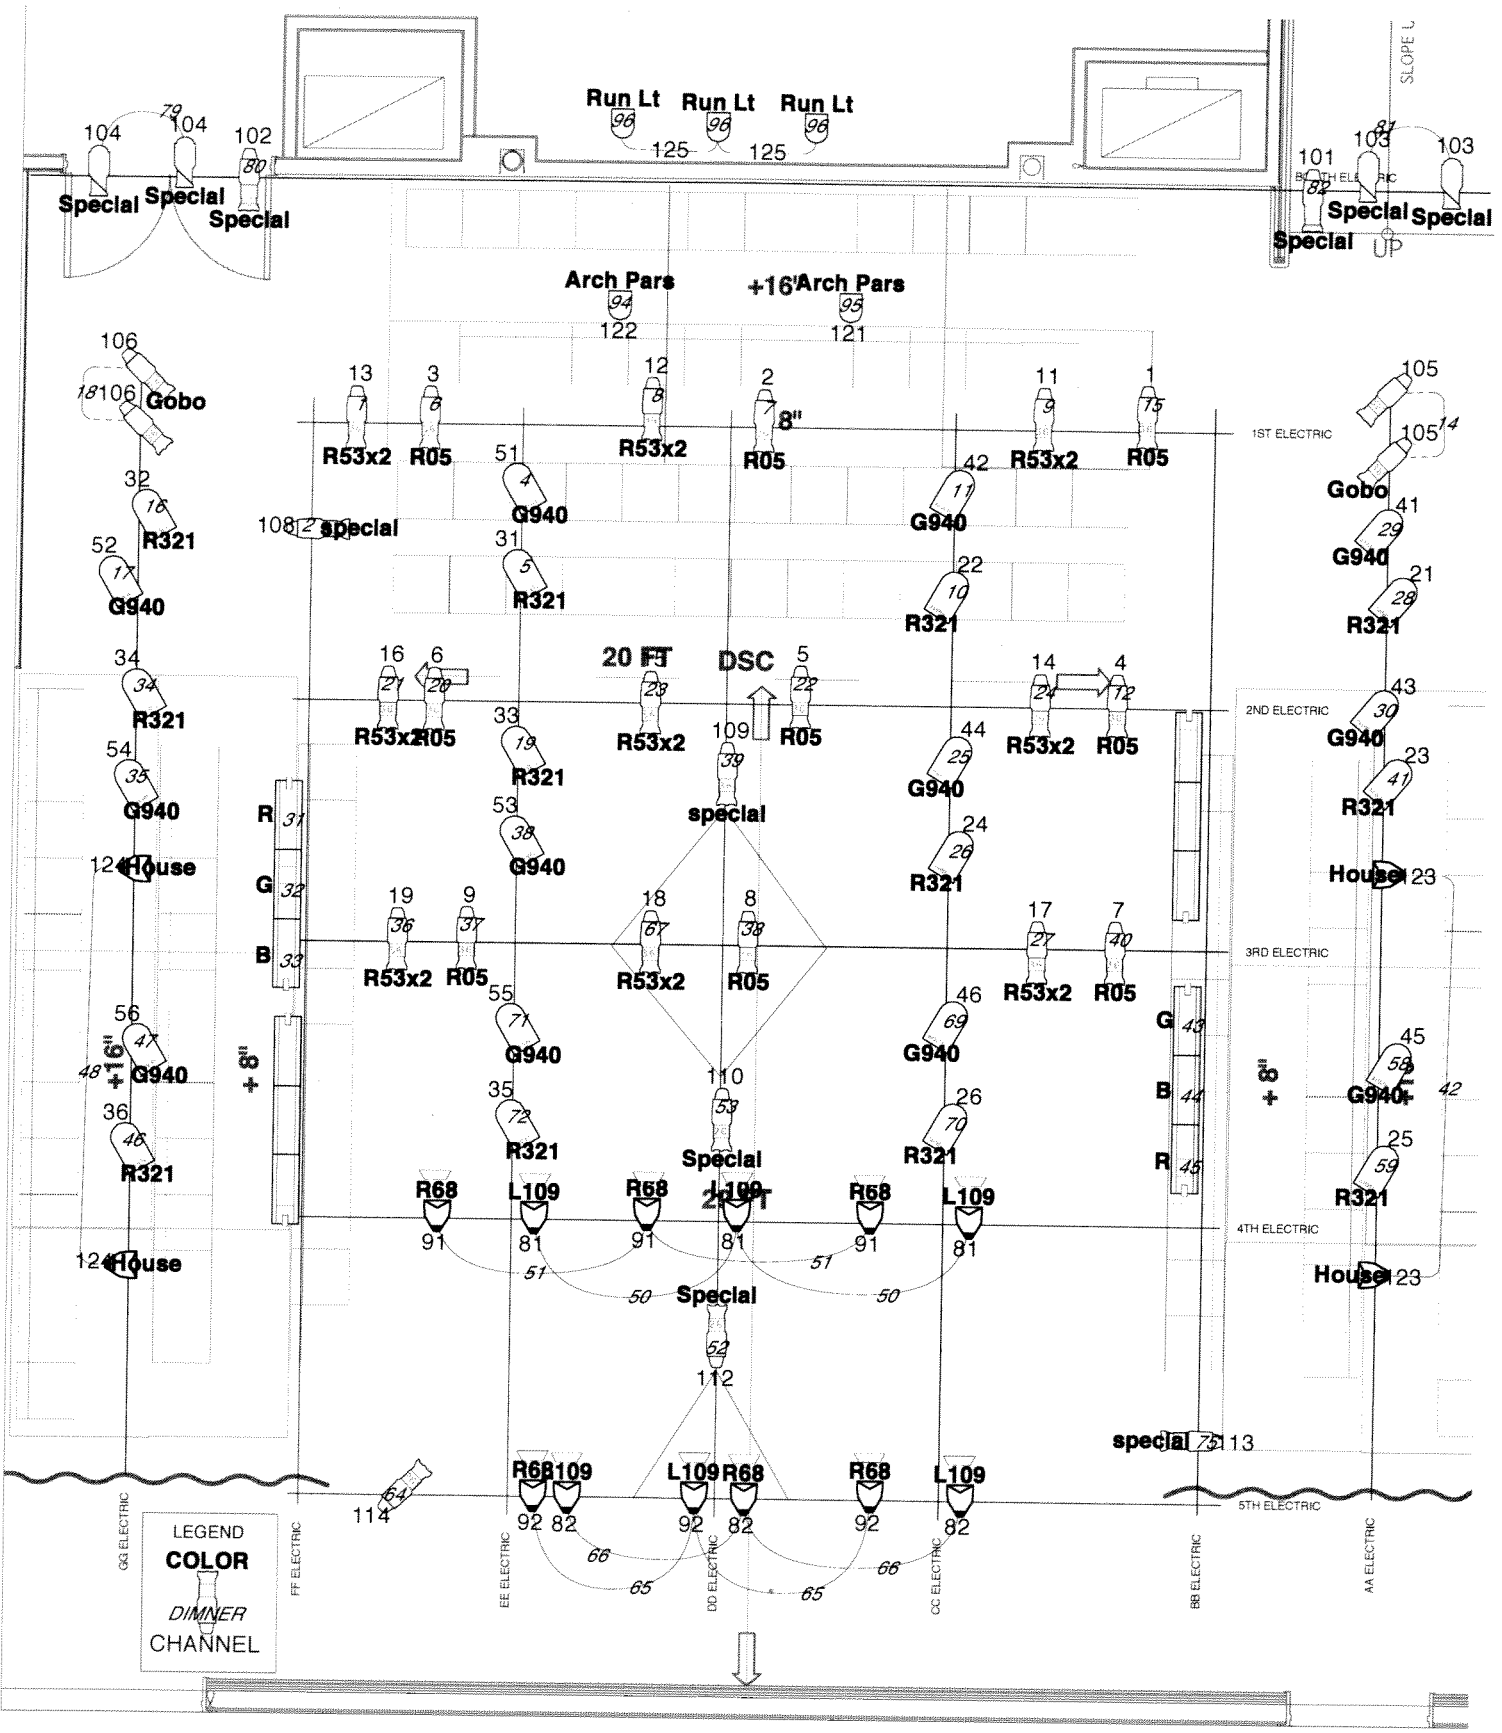 SLOPE
Run Lt Run Lt Run Lt
96 96 96
125 125
79
104 104 102
80
Special Special Special
81
101 103 103
BOOTH ELECTRIC
82
Special Special Special
UP
Arch Pars +16" Arch Pars
94 95
122 121
106
18 106
Gobo
105
105 14
Gobo
13 3 12 2 11 1
1 6 8 7 9 15
8"
R53x2 R05 R53x2 R05 R53x2 R05
1ST ELECTRIC
51 42
4 11
G940 G940
32 41
16 29
R321 G940
108 2 special
52 31 22 21
17 5 10 28
G940 R321 R321 R321
20 FT DSC
16 6 5 14 4
21 20 23 22 24 12
R53x2 R05 R53x2 R05 R53x2 R05
2ND ELECTRIC
34 43
34 30
R321 G940
33 109 44
19 39 25
R321 special G940
54 23
35 41
G940 R321
R 31
G 32
B 33
53 24
38 26
G940 R321
124 House House 123
19 9 18 8 17 7
36 37 67 38 27 40
R53x2 R05 R53x2 R05 R53x2 R05
3RD ELECTRIC
56 55 46 45
47 71 69 58
G940 G940 G940 G940
48 +16" +8" +8" 42
G 43
B 44
R 45
110
53
Special
36 35 26 25
46 72 70 59
R321 R321 R321 R321
R68 L109 R68 L109 R68 L109
4TH ELECTRIC
91 81 91 81 91 81
51 51
50 50
124 House House 123
Special
52
112
special 75 113
64
114
R68 L109 R68 R68 L109
5TH ELECTRIC
92 82 92 82 92 82
66 66
65 65
GG ELECTRIC
FF ELECTRIC
EE ELECTRIC
DD ELECTRIC
CC ELECTRIC
BB ELECTRIC
AA ELECTRIC
LEGEND
COLOR
DIMNER
CHANNEL